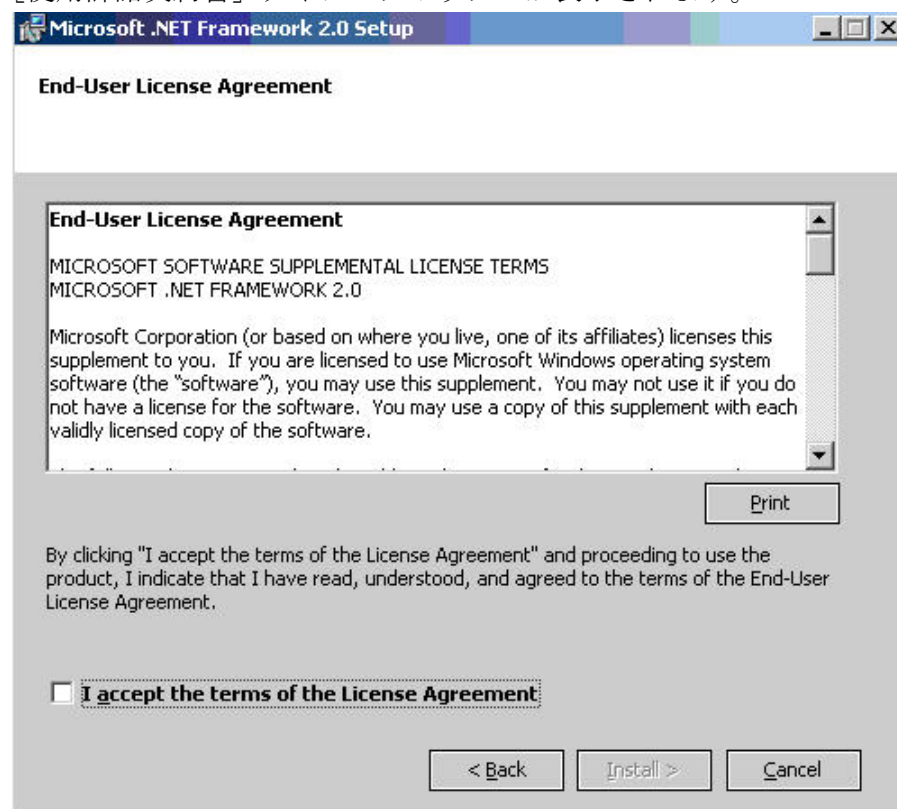 Microsoft .NET Framework 2.0 Setup
End-User License Agreement
End-User License Agreement
MICROSOFT SOFTWARE SUPPLEMENTAL LICENSE TERMS
MICROSOFT .NET FRAMEWORK 2.0
Microsoft Corporation (or based on where you live, one of its affiliates) licenses this
supplement to you.  If you are licensed to use Microsoft Windows operating system
software (the “software”), you may use this supplement.  You may not use it if you do
not have a license for the software.  You may use a copy of this supplement with each
validly licensed copy of the software.
Print
By clicking "I accept the terms of the License Agreement" and proceeding to use the
product, I indicate that I have read, understood, and agreed to the terms of the End-User
License Agreement.
I accept the terms of the License Agreement
< Back
Install >
Cancel